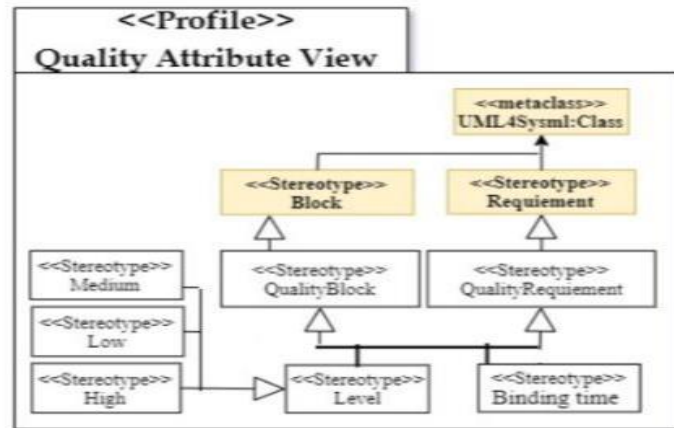 <<Profile>>
Quality Attribute View
<<metaclass>>
UML4Sysml:Class
<<Stereotype>>
Block
<<Stereotype>>
Requiement
<<Stereotype>>
Medium
<<Stereotype>>
QualityBlock
<<Stereotype>>
QualityRequiement
<<Stereotype>>
Low
<<Stereotype>>
High
<<Stereotype>>
Level
<<Stereotype>>
Binding time